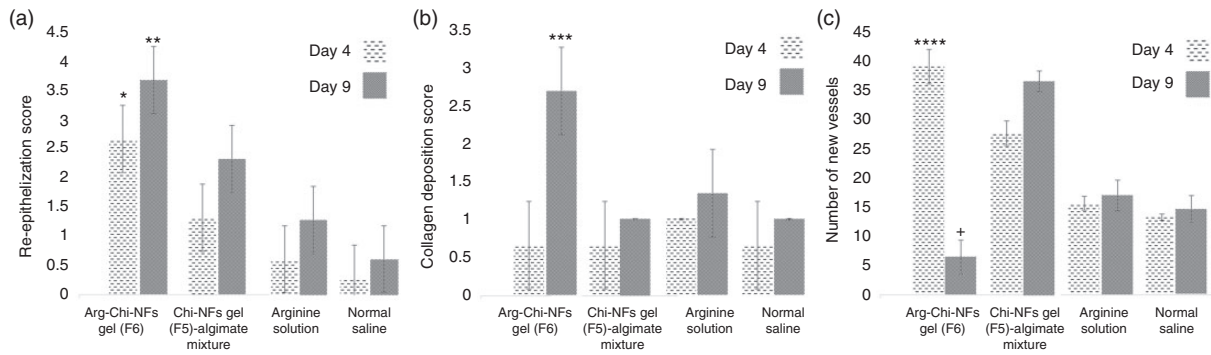 (a)
Re-epithelization score
4.5
4
3.5
3
2.5
2
1.5
1
0.5
0
*
**
Day 4
Day 9
Arg-Chi-NFs
gel (F6)
Chi-NFs gel
(F5)-algimate
mixture
Arginine
solution
Normal
saline
(b)
Collagen deposition score
3.5
3
2.5
2
1.5
1
0.5
0
***
Day 4
Day 9
Arg-Chi-NFs
gel (F6)
Chi-NFs gel
(F5)-algimate
mixture
Arginine
solution
Normal
saline
(c)
Number of new vessels
45
40
35
30
25
20
15
10
5
0
****
+
Day 4
Day 9
Arg-Chi-NFs
gel (F6)
Chi-NFs gel
(F5)-algimate
mixture
Arginine
solution
Normal
saline